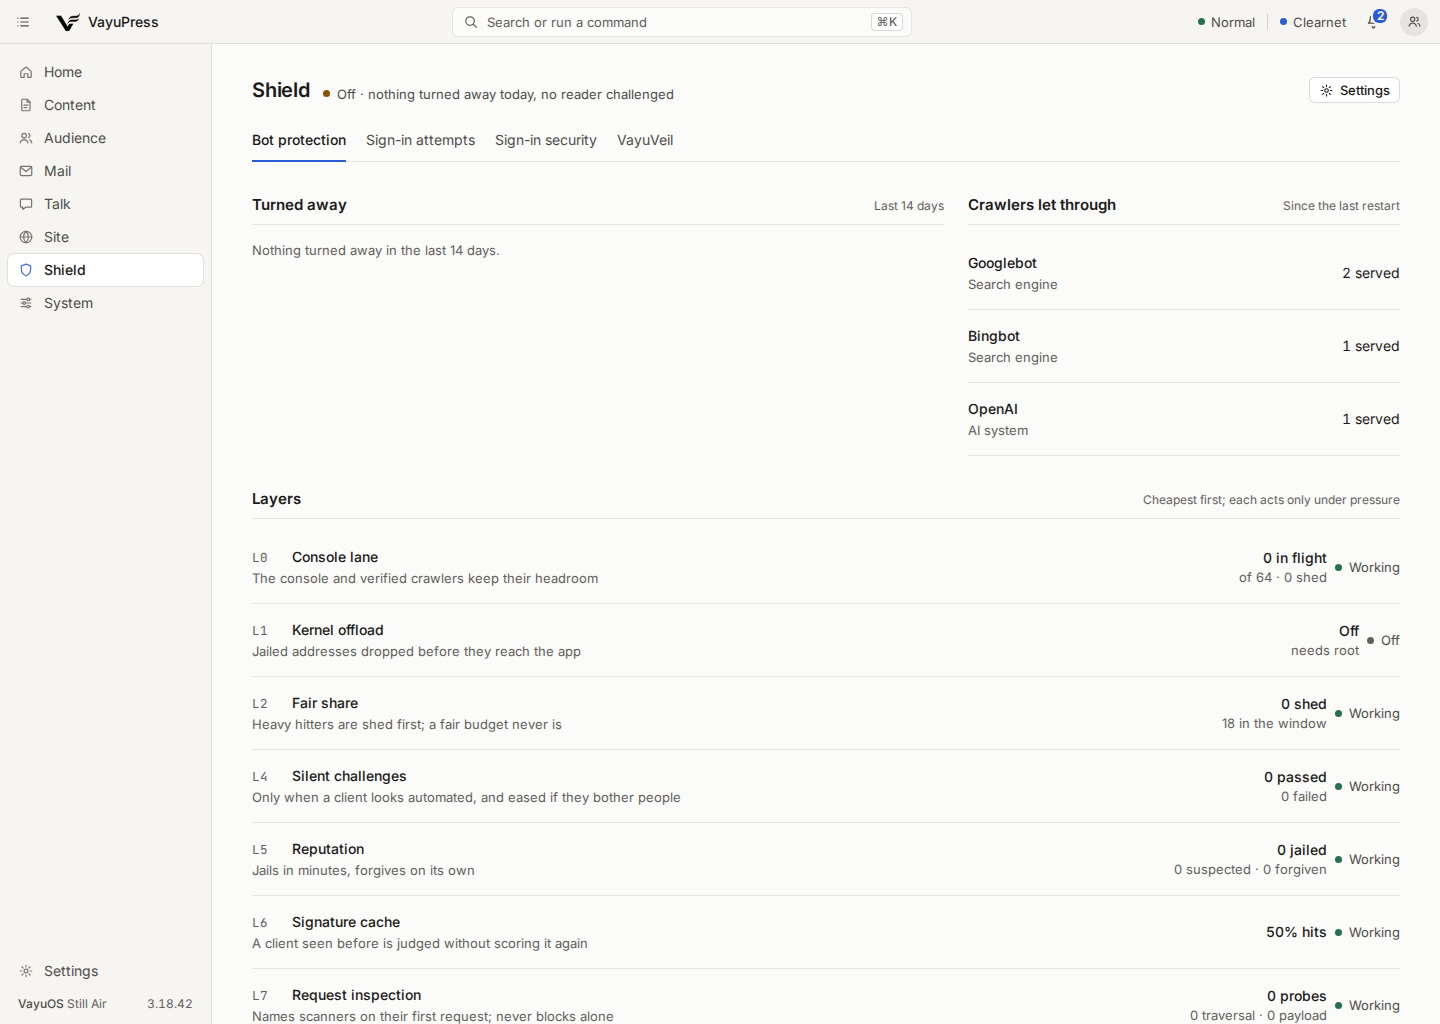 VayuPress
Search or run a command
⌘K
Normal
Clearnet
2
Home
Content
Audience
Mail
Talk
Site
Shield
System
Settings
VayuOS Still Air
3.18.42
Shield
Off · nothing turned away today, no reader challenged
Settings
Bot protection
Sign-in attempts
Sign-in security
VayuVeil
Turned away
Last 14 days
Nothing turned away in the last 14 days.
Crawlers let through
Since the last restart
Googlebot
Search engine
2 served
Bingbot
Search engine
1 served
OpenAI
AI system
1 served
Layers
Cheapest first; each acts only under pressure
L0 Console lane
The console and verified crawlers keep their headroom
0 in flight
of 64 · 0 shed
Working
L1 Kernel offload
Jailed addresses dropped before they reach the app
Off
needs root
Off
L2 Fair share
Heavy hitters are shed first; a fair budget never is
0 shed
18 in the window
Working
L4 Silent challenges
Only when a client looks automated, and eased if they bother people
0 passed
0 failed
Working
L5 Reputation
Jails in minutes, forgives on its own
0 jailed
0 suspected · 0 forgiven
Working
L6 Signature cache
A client seen before is judged without scoring it again
50% hits
Working
L7 Request inspection
Names scanners on their first request; never blocks alone
0 probes
0 traversal · 0 payload
Working